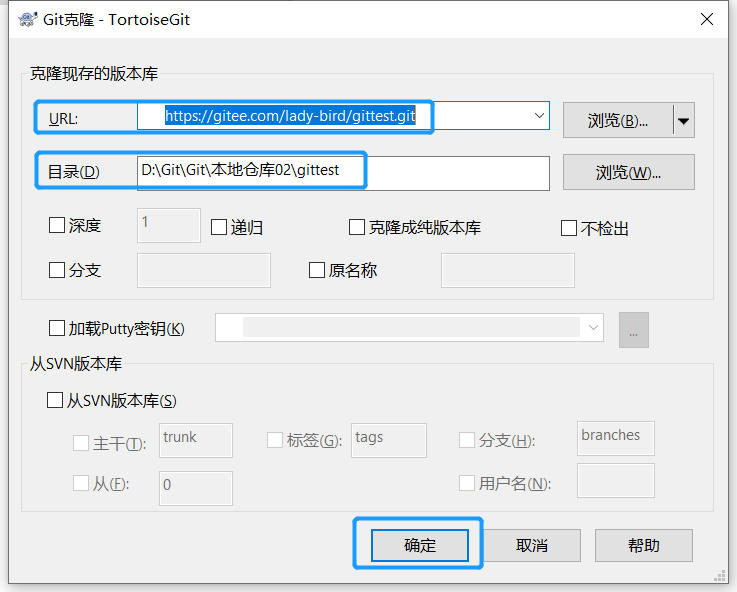 Git克隆 - TortoiseGit
克隆现存的版本库
URL: https://gitee.com/lady-bird/gittest.git 浏览(B)...
目录(D) D:\Git\Git\本地仓库02\gittest 浏览(W)...
深度 1 递归 克隆成纯版本库 不检出
分支 原名称
加载Putty密钥(K) ...
从SVN版本库
从SVN版本库(S)
主干(T): trunk 标签(G): tags 分支(H): branches
从(F): 0 用户名(N):
确定 取消 帮助